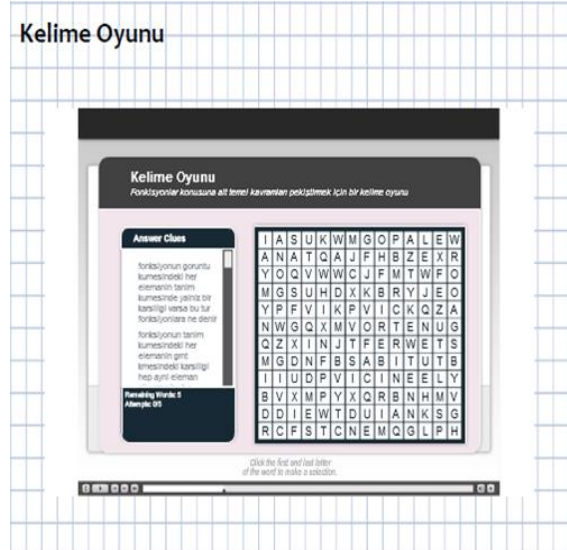 Kelime Oyunu
Kelime Oyunu
Fonksiyonlar konusuna ait temel kavramları pekiştirmek için bir kelime oyunu
Answer Clues
fonksiyonun goruntu
kumesindeki her
elemanin tanim
kumesinde yalniz bir
karsiligi varsa bu tur
fonksiyonlara ne denir
fonksiyonun tanim
kumesindeki her
elemanin gmt
kmesindeki karsiligi
hep ayni eleman
Remaining Words: 5
Attempts: 0/5
I A S U K W M G O P A L E W
A N A T Q A J F H B Z E X R
Y O Q V W W C J F M T W F O
M G S U H D X K B R Y J E O
Y P F V I K P V I C K Q Z A
N W G Q X M V O R T E N U G
Q Z X I N J T F E R W E T S
M G D N F B S A B I T U T B
I I U D P V I C I N E E L Y
B V X M P Y X Q R B N H M V
D D I E W T D U I A N K S G
R C F S T C N E M Q G L P H
Click the first and last letter
of the word to make a selection.